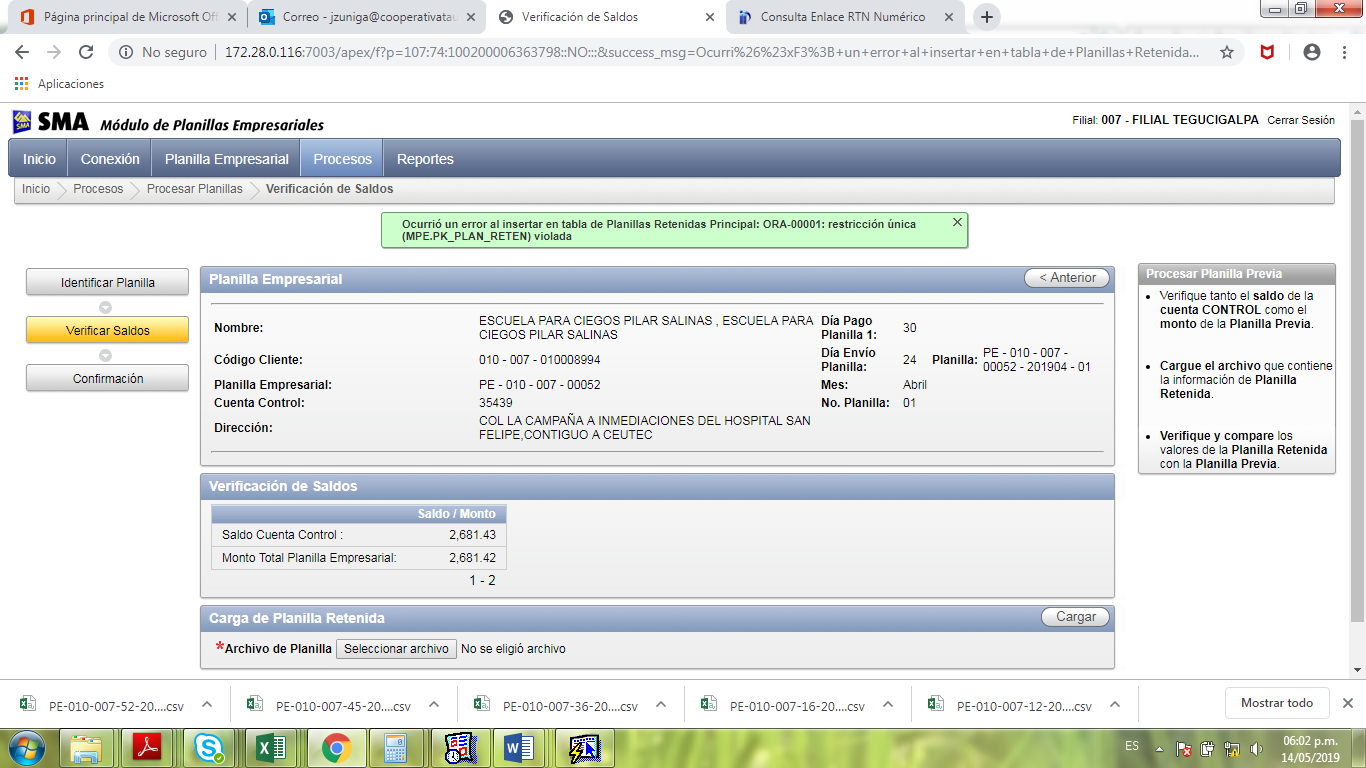 Página principal de Microsoft Off
Correo - jzuniga@cooperativatau
Verificación de Saldos
Consulta Enlace RTN Numérico
No seguro | 172.28.0.116:7003/apex/f?p=107:74:100200006363798::NO:::&success_msg=Ocurri%26%23xF3%3B+un+error+al+insertar+en+tabla+de+Planillas+Retenida...
Aplicaciones
SMA Módulo de Planillas Empresariales
Filial: 007 - FILIAL TEGUCIGALPA Cerrar Sesión
Inicio Conexión Planilla Empresarial Procesos Reportes
Inicio Procesos Procesar Planillas Verificación de Saldos
Ocurrió un error al insertar en tabla de Planillas Retenidas Principal: ORA-00001: restricción única
(MPE.PK_PLAN_RETEN) violada
Identificar Planilla
Verificar Saldos
Confirmación
Planilla Empresarial
< Anterior
Nombre: ESCUELA PARA CIEGOS PILAR SALINAS , ESCUELA PARA
CIEGOS PILAR SALINAS
Día Pago
Planilla 1: 30
Código Cliente: 010 - 007 - 010008994
Día Envío
Planilla: 24
Planilla: PE - 010 - 007 -
00052 - 201904 - 01
Planilla Empresarial: PE - 010 - 007 - 00052
Mes: Abril
Cuenta Control: 35439
No. Planilla: 01
Dirección: COL LA CAMPAÑA A INMEDIACIONES DEL HOSPITAL SAN
FELIPE,CONTIGUO A CEUTEC
Verificación de Saldos
Saldo / Monto
Saldo Cuenta Control : 2,681.43
Monto Total Planilla Empresarial: 2,681.42
1 - 2
Carga de Planilla Retenida
Cargar
*Archivo de Planilla Seleccionar archivo No se eligió archivo
Procesar Planilla Previa
• Verifique tanto el saldo de la
cuenta CONTROL como el
monto de la Planilla Previa.
• Cargue el archivo que contiene
la información de Planilla
Retenida.
• Verifique y compare los
valores de la Planilla Retenida
con la Planilla Previa.
PE-010-007-52-20....csv
PE-010-007-45-20....csv
PE-010-007-36-20....csv
PE-010-007-16-20....csv
PE-010-007-12-20....csv
Mostrar todo
ES
06:02 p.m.
14/05/2019